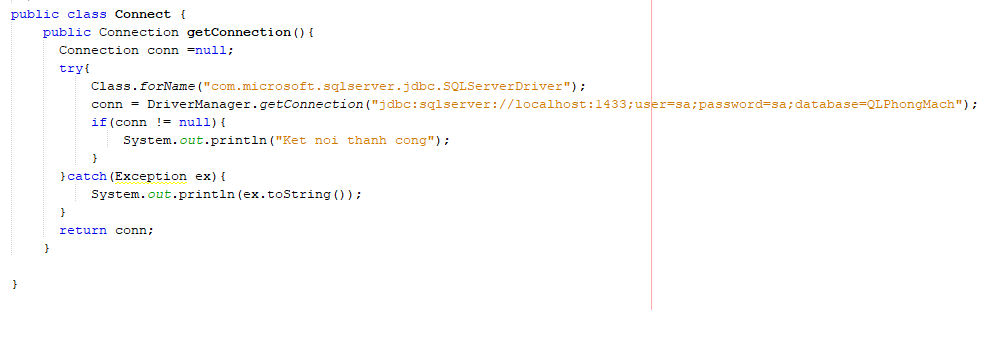 public class Connect {
    public Connection getConnection(){
      Connection conn =null;
      try{
          Class.forName("com.microsoft.sqlserver.jdbc.SQLServerDriver");
          conn = DriverManager.getConnection("jdbc:sqlserver://localhost:1433;user=sa;password=sa;database=QLPhongMach");
          if(conn != null){
              System.out.println("Ket noi thanh cong");
          }
      }catch(Exception ex){
          System.out.println(ex.toString());
      }
      return conn;
    }
}